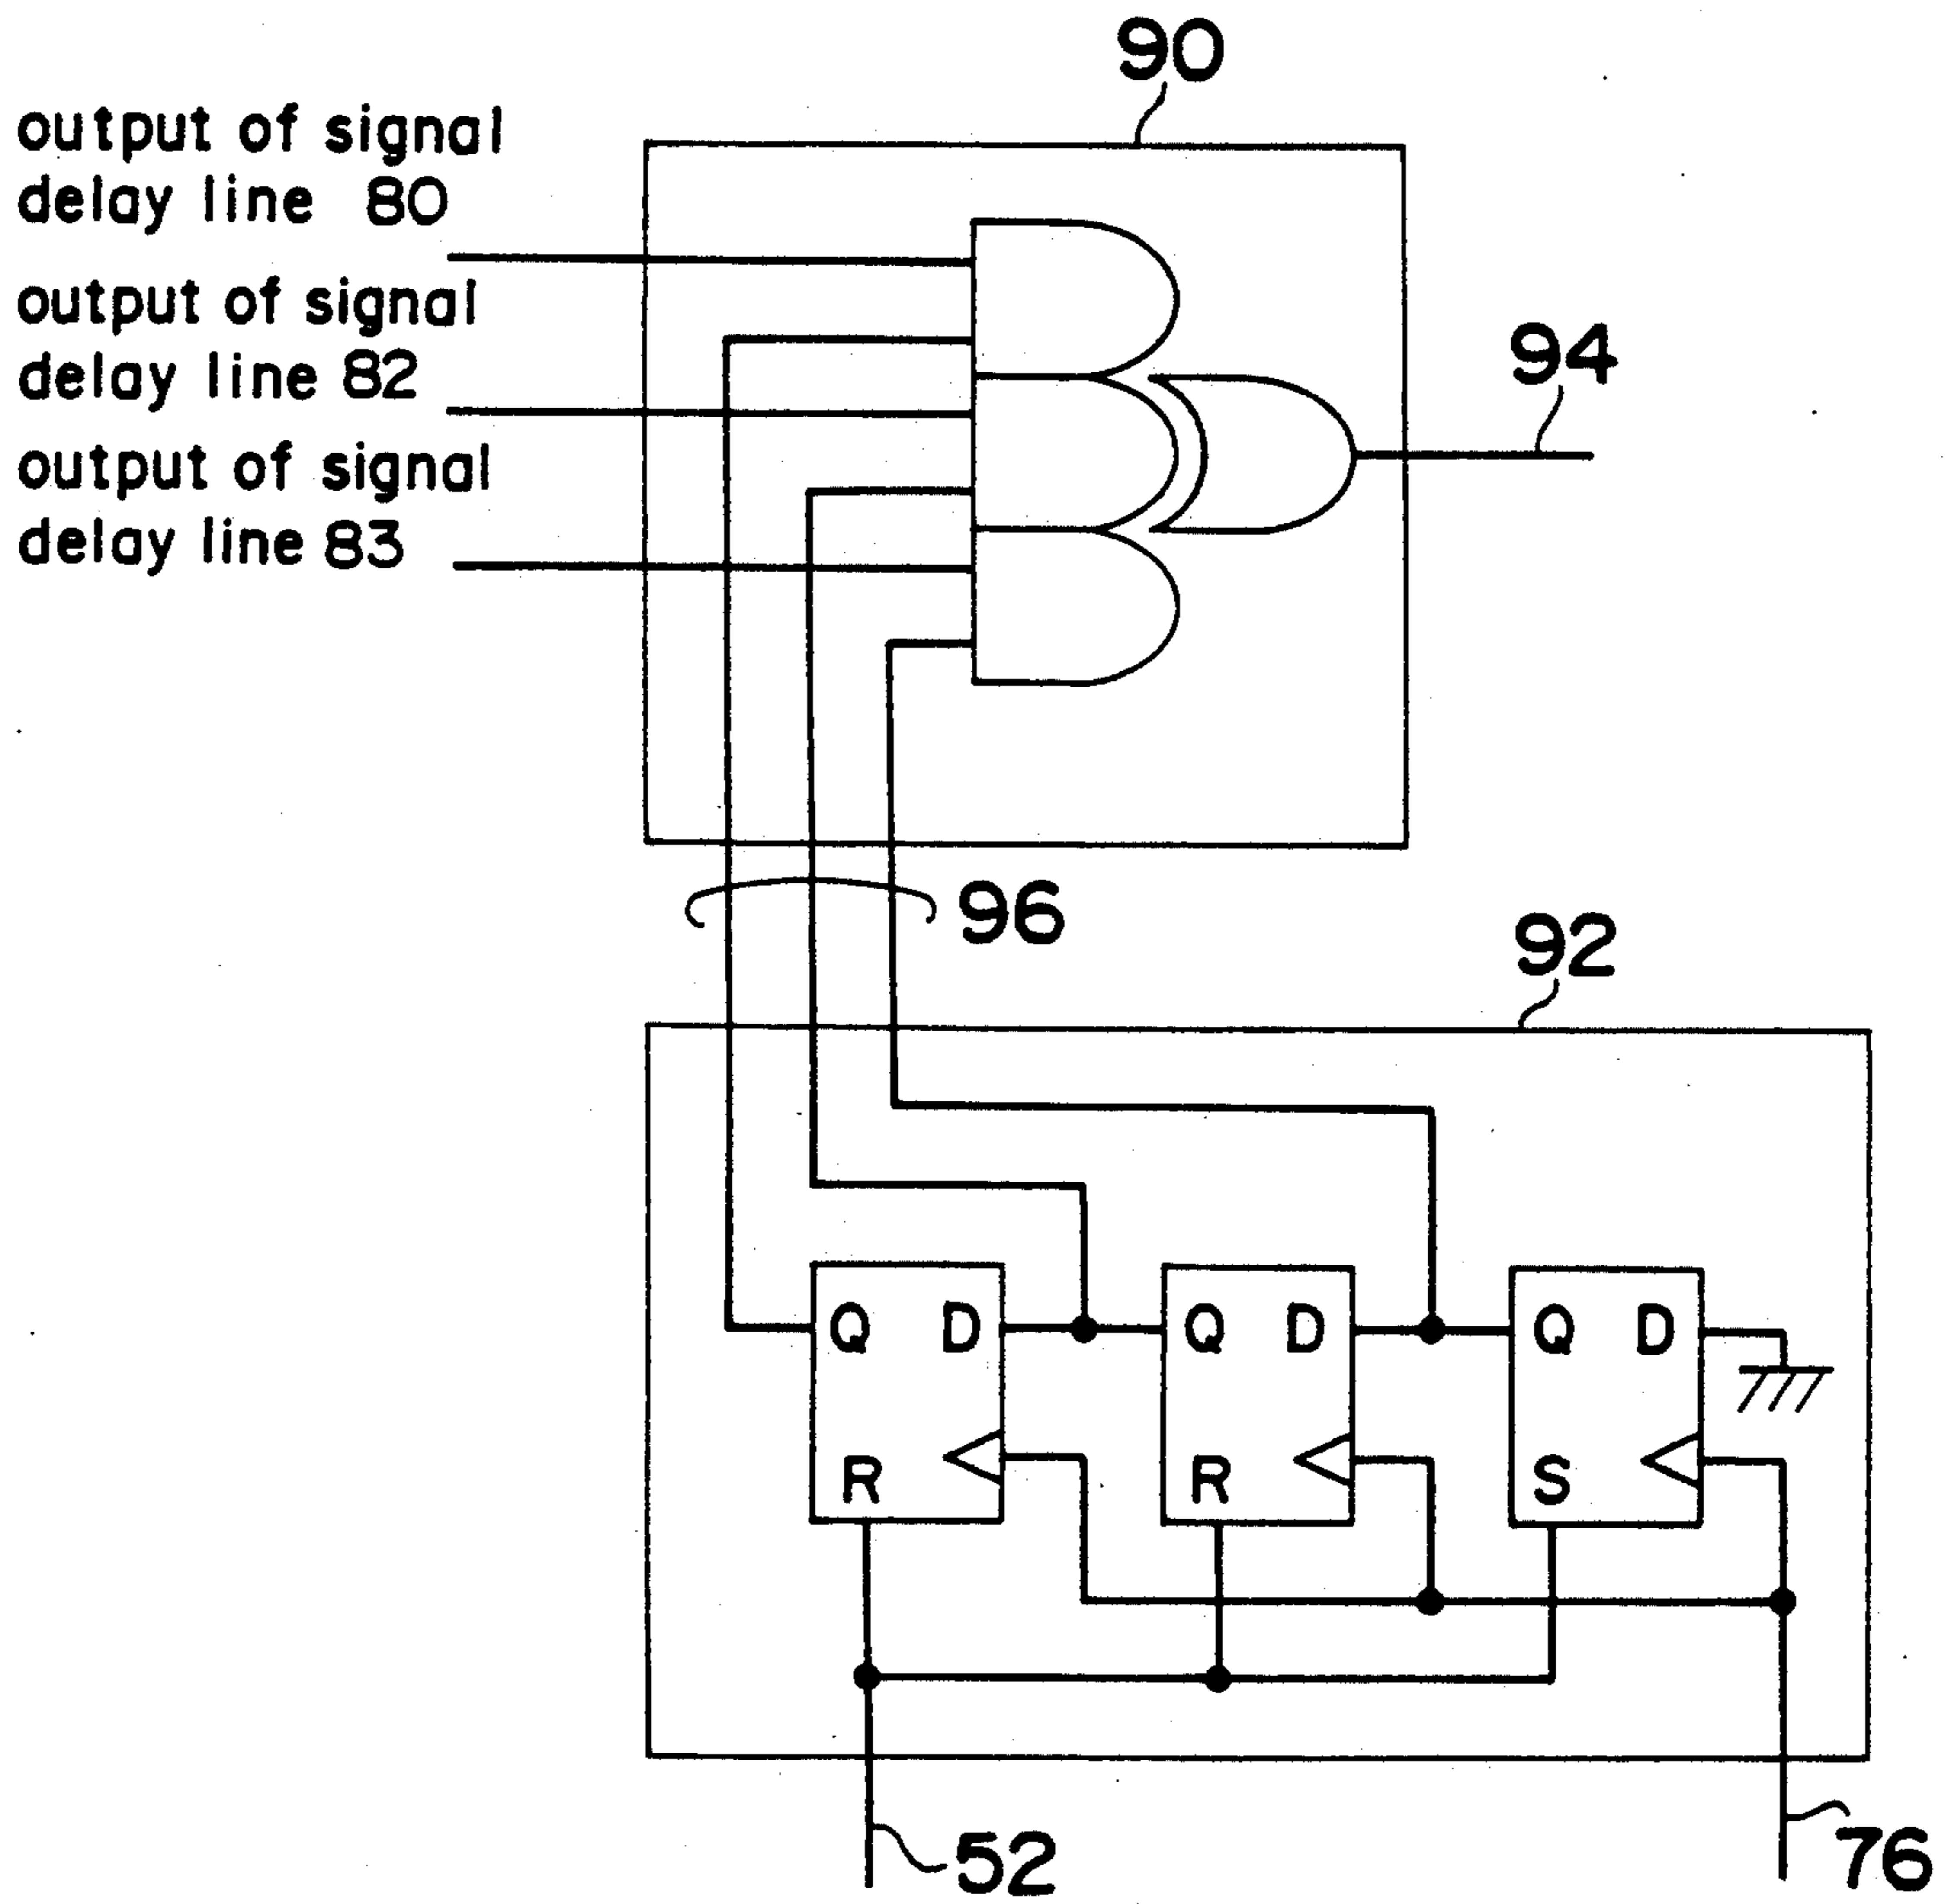 90
output of signal
delay line 80
output of signal
delay line 82
94
output of signal
delay line 83
96
92
Q D Q D Q D
R R S
52
76